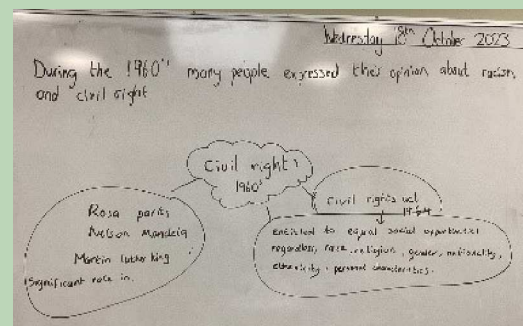 Wednesday 18th October 2023
During the 1960's many people expressed their opinion about racism,
and civil right
Civil rights
1960's
Rosa parks
Nelson Mandela
Martin luther king
Significant role in.
Civil rights act
1964
entitled to equal social opportunities
regardless, race, religion, gender, nationality,
ethnicity, personal characteristics.